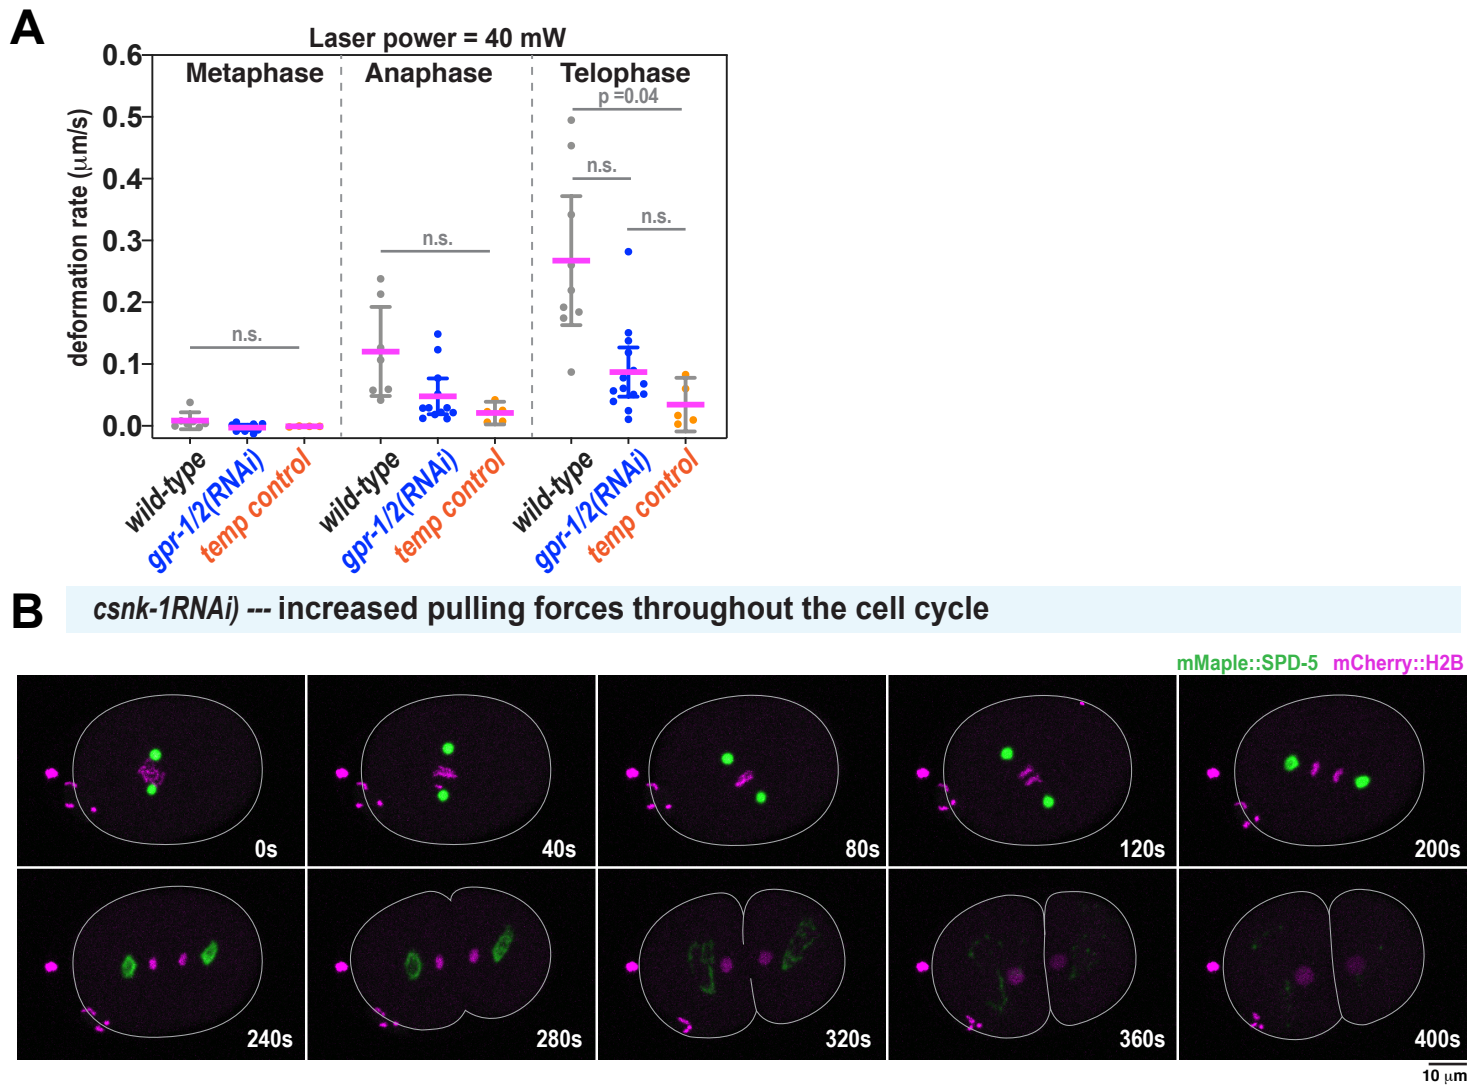 A
Laser power = 40 mW
Metaphase
Anaphase
Telophase
deformation rate (μm/s)
0.6
0.5
0.4
0.3
0.2
0.1
0.0
n.s.
n.s.
p =0.04
n.s.
n.s.
wild-type
gpr-1/2(RNAi)
temp control
wild-type
gpr-1/2(RNAi)
temp control
wild-type
gpr-1/2(RNAi)
temp control
B
csnk-1RNAi) --- increased pulling forces throughout the cell cycle
mMaple::SPD-5 mCherry::H2B
0s
40s
80s
120s
200s
240s
280s
320s
360s
400s
10 μm